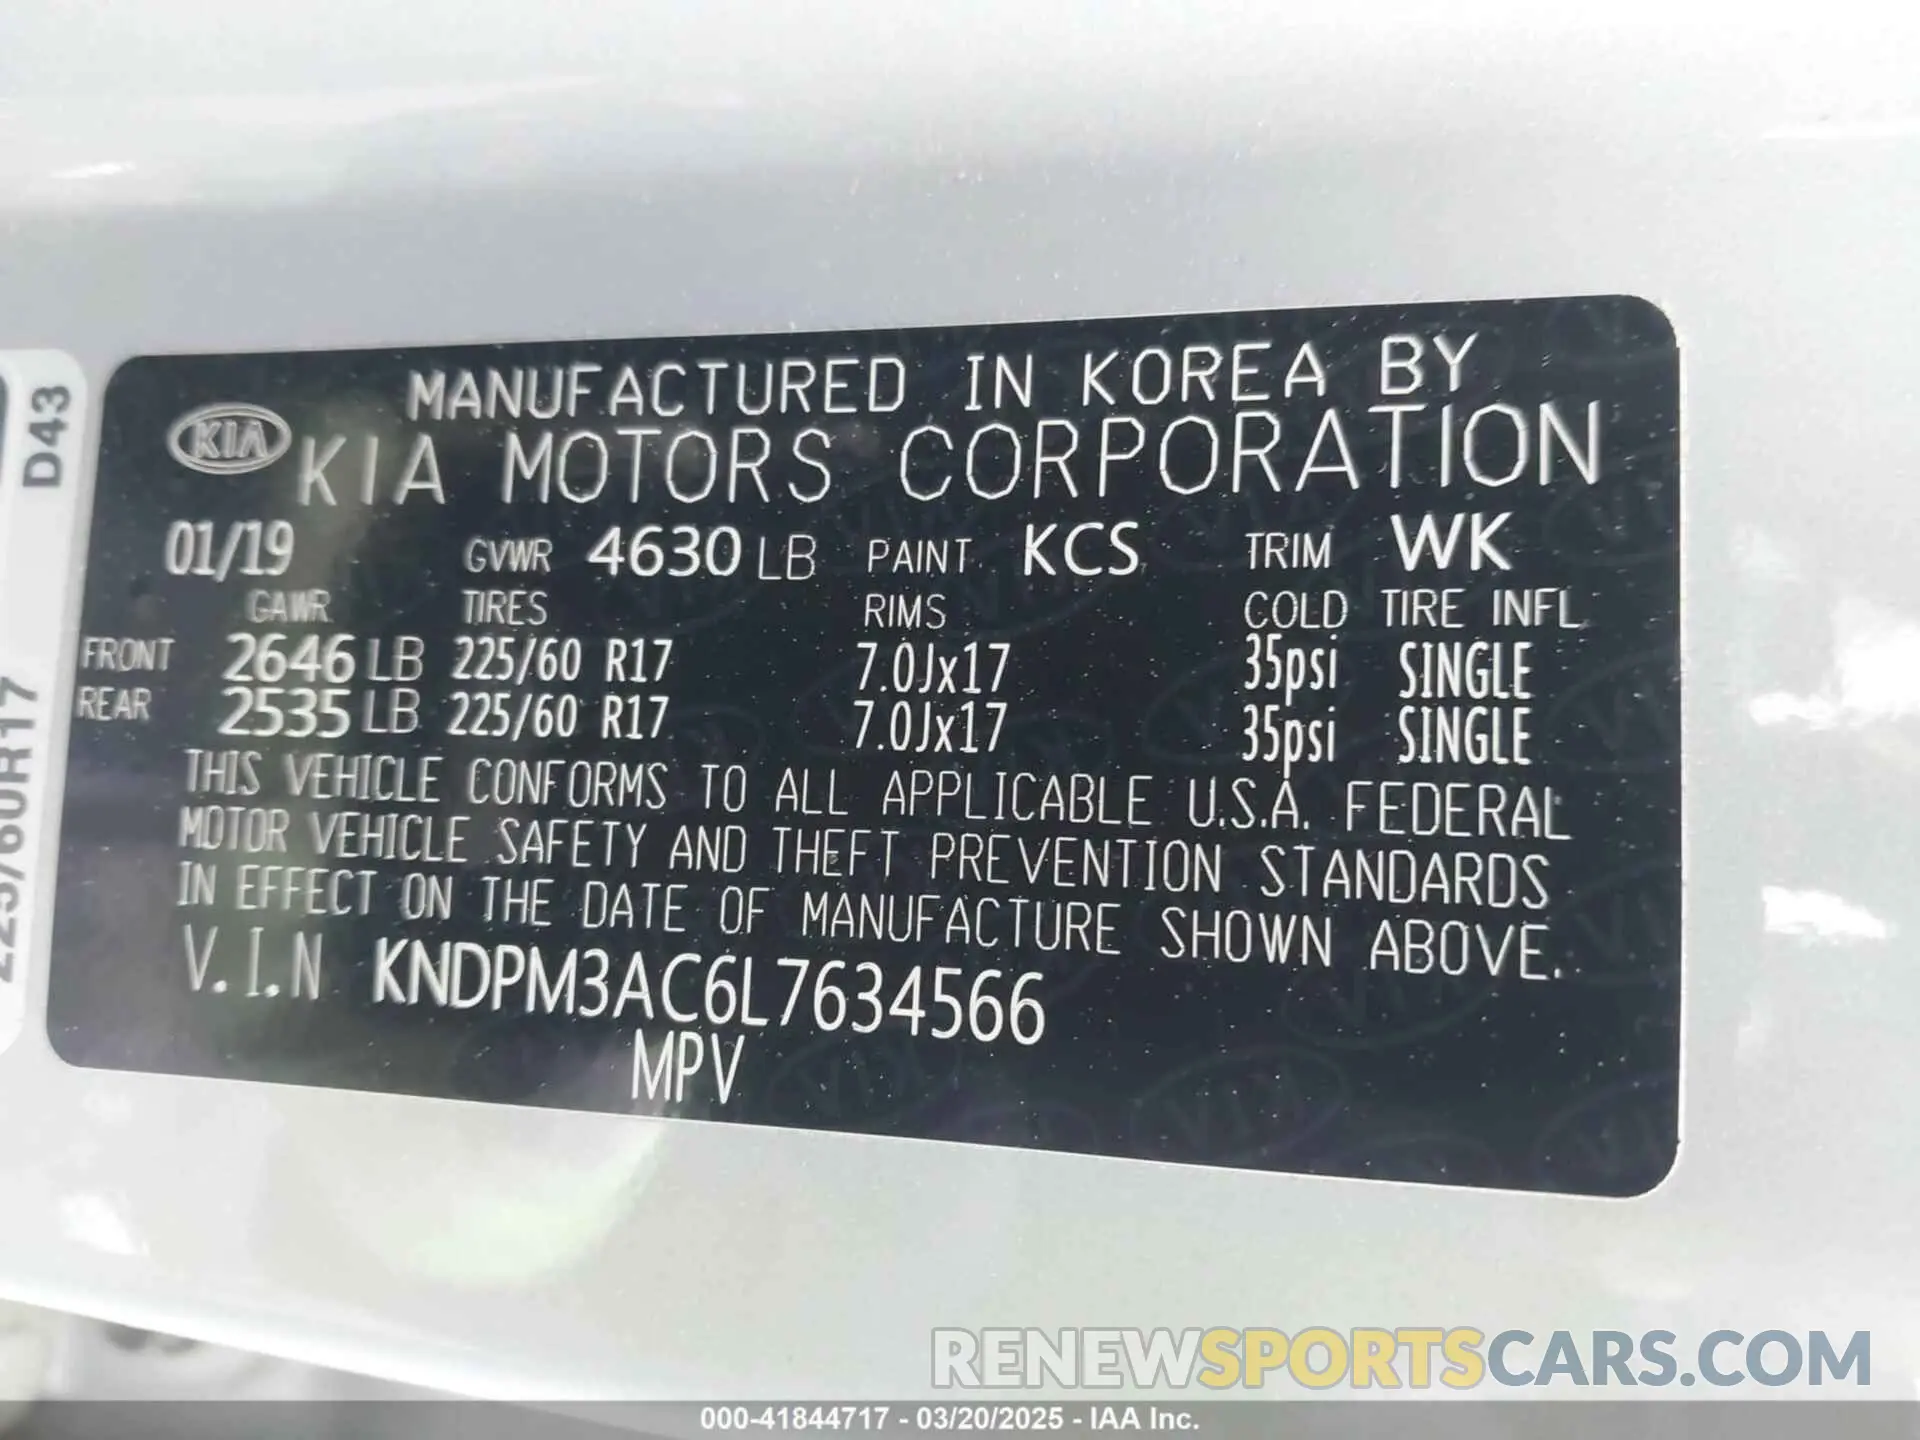 MANUFACTURED IN KOREA BY
KIA KIA MOTORS CORPORATION
01/19 GVWR 4630 LB PAINT KCS TRIM WK
GAWR TIRES RIMS COLD TIRE INFL
FRONT 2646 LB 225/60 R17 7.0Jx17 35psi SINGLE
REAR 2535 LB 225/60 R17 7.0Jx17 35psi SINGLE
THIS VEHICLE CONFORMS TO ALL APPLICABLE U.S.A. FEDERAL
MOTOR VEHICLE SAFETY AND THEFT PREVENTION STANDARDS
IN EFFECT ON THE DATE OF MANUFACTURE SHOWN ABOVE.
V.I.N KNDPM3AC6L7634566
MPV
D43
225/60R17
RENEWSPORTSCARS.COM
000-41844717 - 03/20/2025 - IAA Inc.